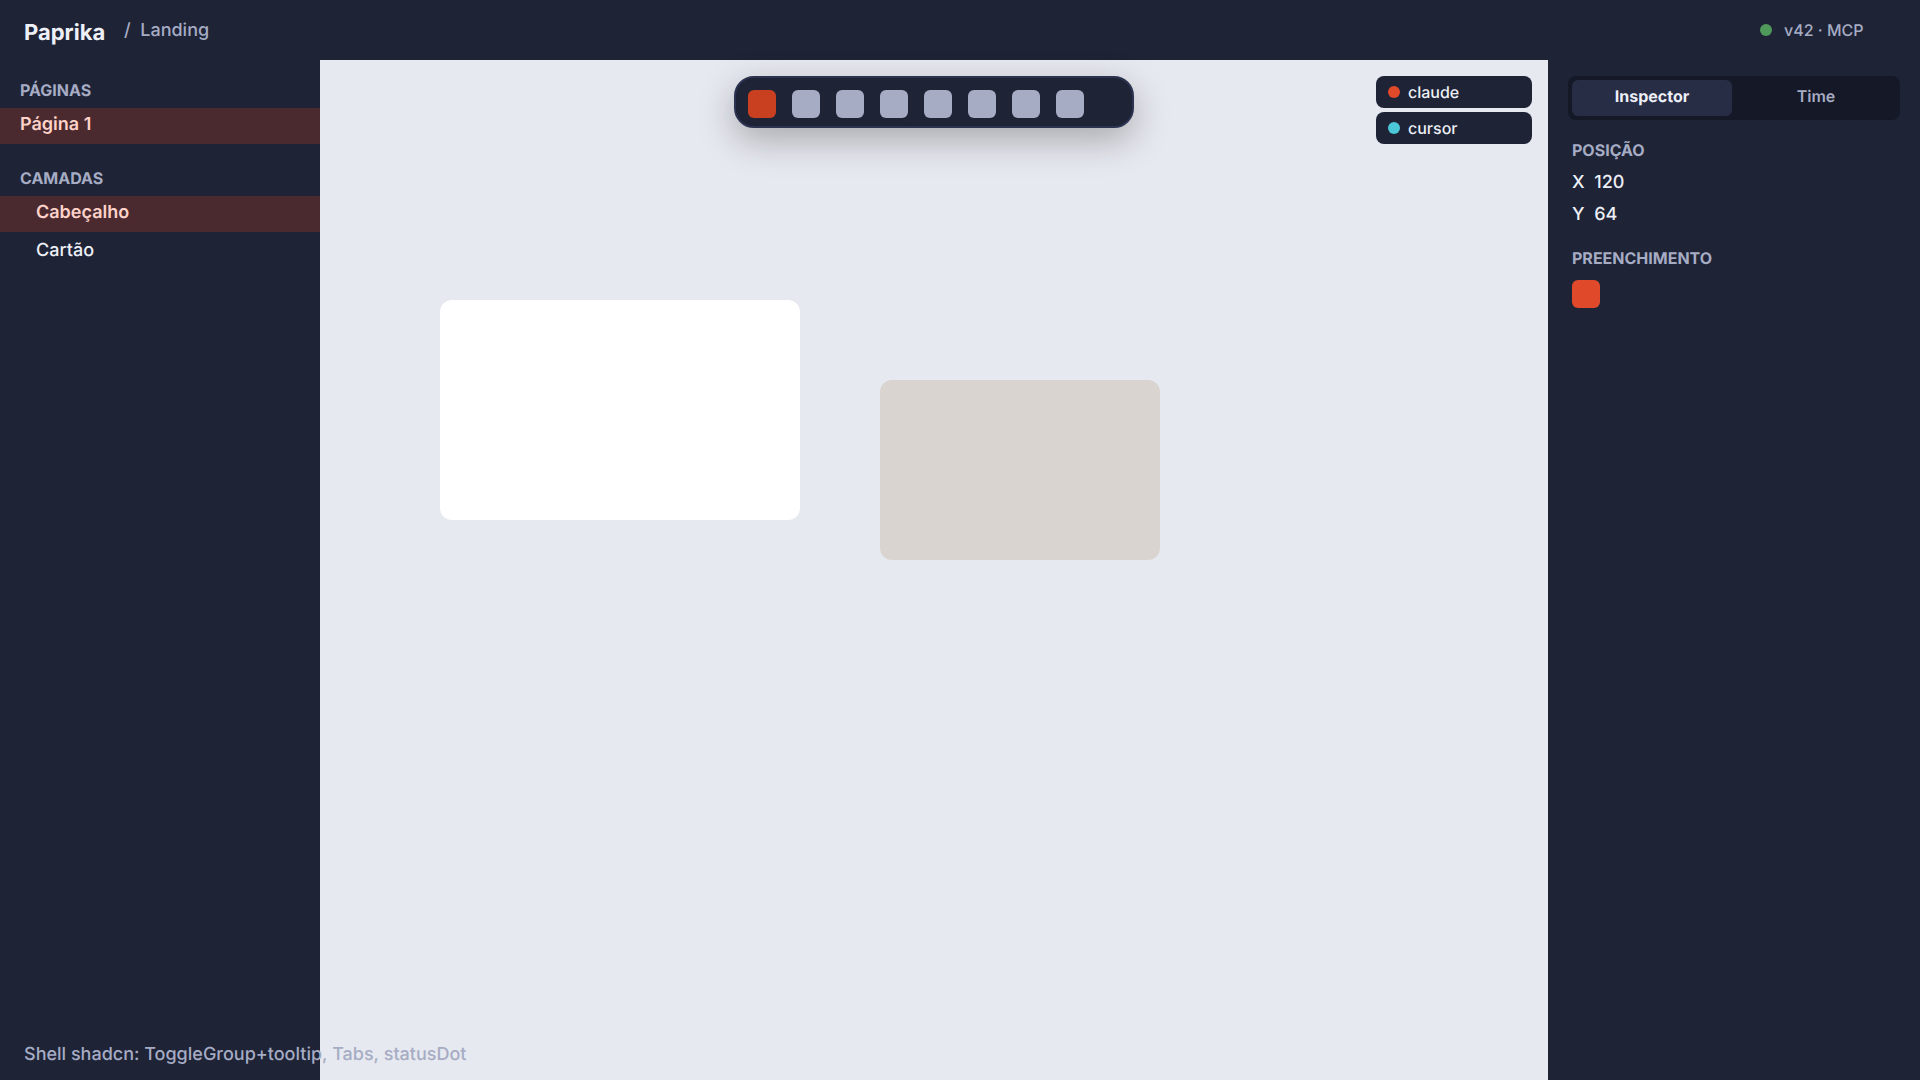 Paprika / Landing
v42 · MCP
PÁGINAS
Página 1
CAMADAS
Cabeçalho
Cartão
claude
cursor
Inspector
Time
POSIÇÃO
X 120
Y 64
PREENCHIMENTO
Shell shadcn: ToggleGroup+tooltip, Tabs, statusDot